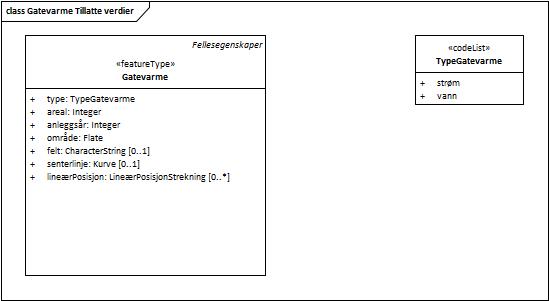 class Gatevarme Tillatte verdier
Fellesegenskaper
«featureType»
Gatevarme
+ type: TypeGatevarme
+ areal: Integer
+ anleggsår: Integer
+ område: Flate
+ felt: CharacterString [0..1]
+ senterlinje: Kurve [0..1]
+ lineærPosisjon: LineærPosisjonStrekning [0..*]
«codeList»
TypeGatevarme
+ strøm
+ vann